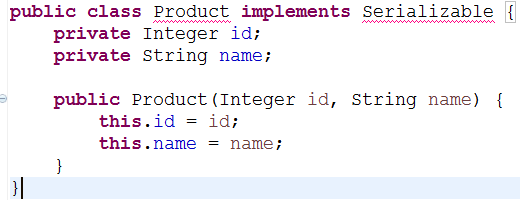 public class Product implements Serializable {
    private Integer id;
    private String name;

    public Product(Integer id, String name) {
        this.id = id;
        this.name = name;
    }
}